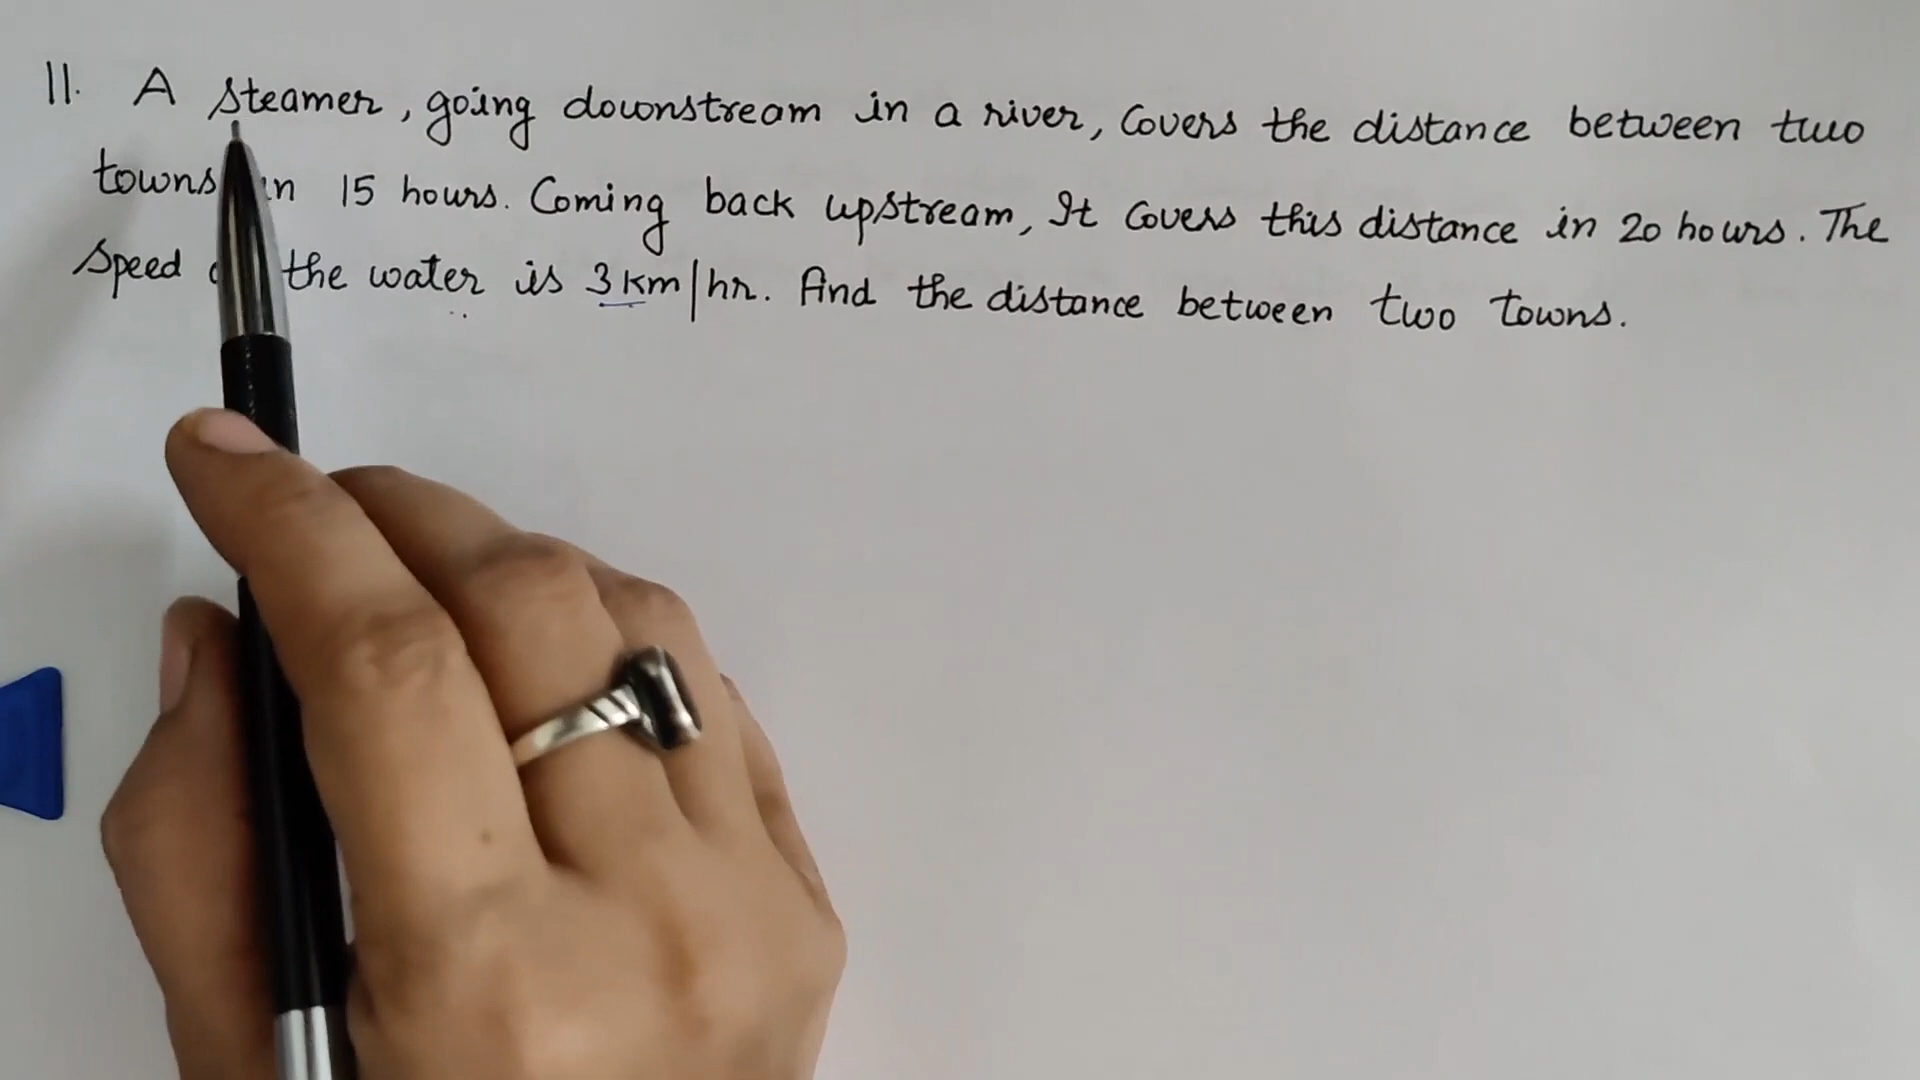 11. A steamer, going downstream in a river, Covers the distance between two
towns in 15 hours. Coming back upstream, It Covers this distance in 20 hours. The
speed the water is 3 km/hr. Find the distance between two towns.